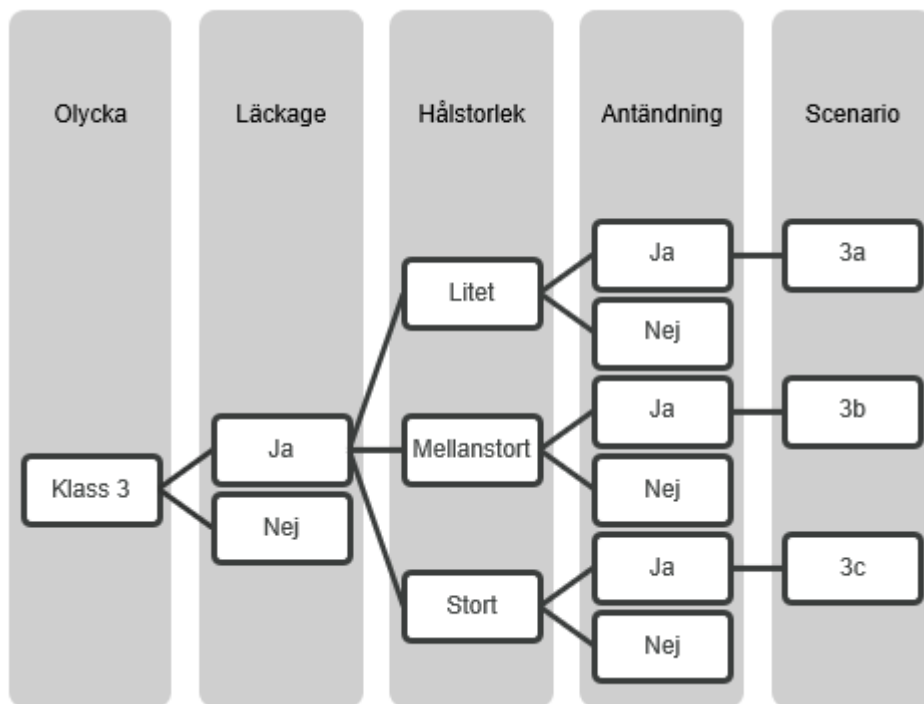 Olycka
Läckage
Hålstorlek
Antändning
Scenario
Ja
3a
Litet
Nej
Ja
3b
Ja
Mellanstort
Klass 3
Nej
Nej
Ja
3c
Stort
Nej